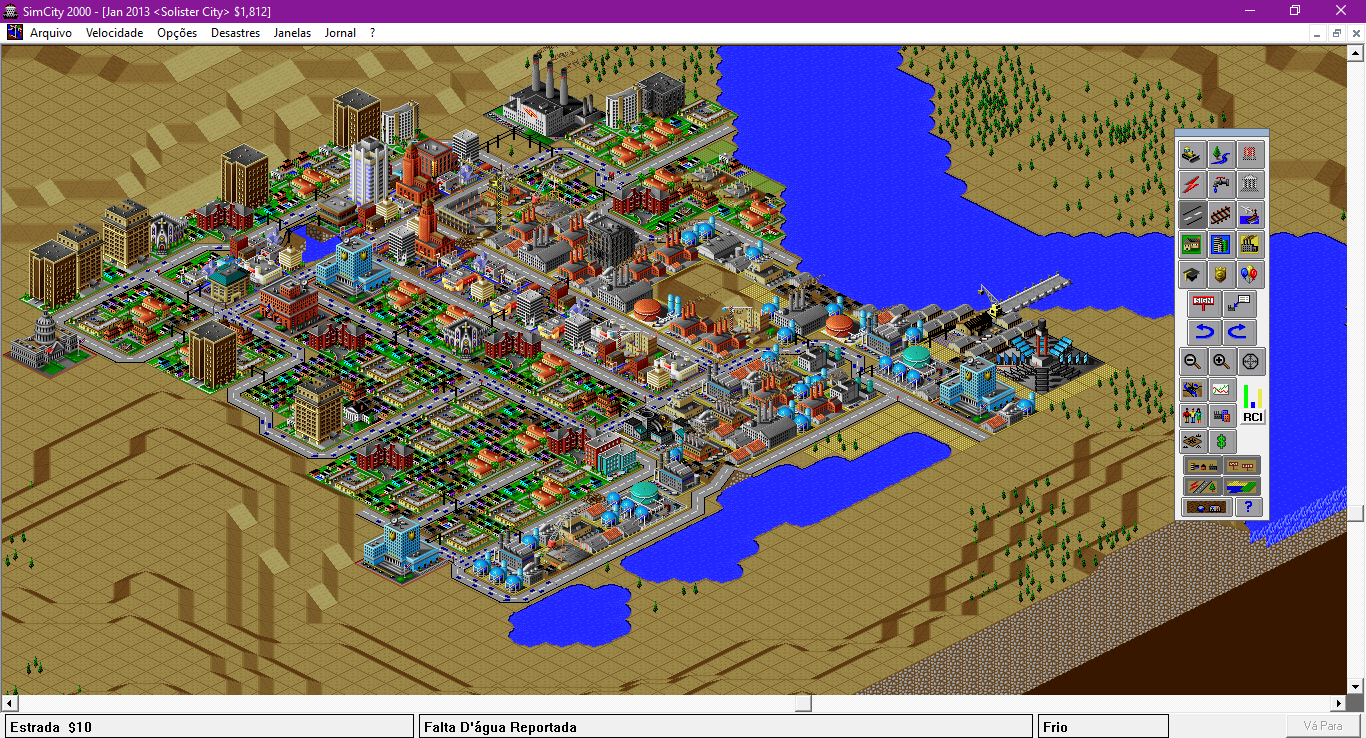 SimCity 2000 - [Jan 2013 <Solister City> $1,812]
Arquivo Velocidade Opções Desastres Janelas Jornal ?
SIGN
RCI
?
Estrada $10 Falta D'água Reportada Frio Vá Para